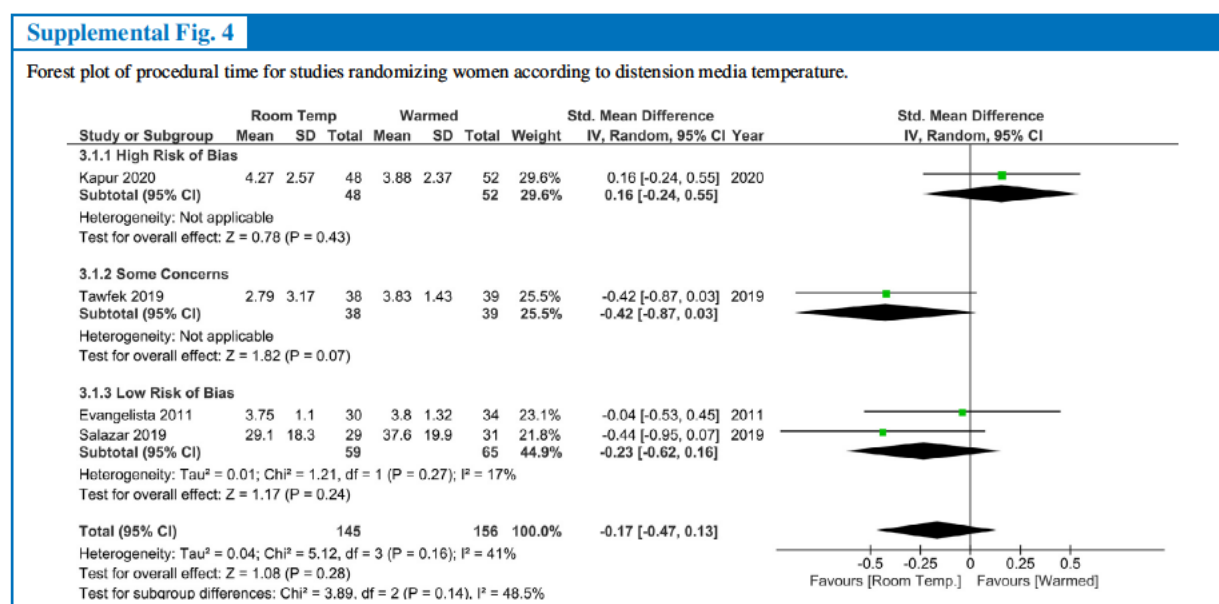 Supplemental Fig. 4
Forest plot of procedural time for studies randomizing women according to distension media temperature.
Room Temp Warmed Std. Mean Difference Std. Mean Difference
Study or Subgroup Mean SD Total Mean SD Total Weight IV, Random, 95% CI Year IV, Random, 95% CI
3.1.1 High Risk of Bias
Kapur 2020 4.27 2.57 48 3.88 2.37 52 29.6% 0.16 [-0.24, 0.55] 2020
Subtotal (95% CI) 48 52 29.6% 0.16 [-0.24, 0.55]
Heterogeneity: Not applicable
Test for overall effect: Z = 0.78 (P = 0.43)
3.1.2 Some Concerns
Tawfek 2019 2.79 3.17 38 3.83 1.43 39 25.5% -0.42 [-0.87, 0.03] 2019
Subtotal (95% CI) 38 39 25.5% -0.42 [-0.87, 0.03]
Heterogeneity: Not applicable
Test for overall effect: Z = 1.82 (P = 0.07)
3.1.3 Low Risk of Bias
Evangelista 2011 3.75 1.1 30 3.8 1.32 34 23.1% -0.04 [-0.53, 0.45] 2011
Salazar 2019 29.1 18.3 29 37.6 19.9 31 21.8% -0.44 [-0.95, 0.07] 2019
Subtotal (95% CI) 59 65 44.9% -0.23 [-0.62, 0.16]
Heterogeneity: Tau² = 0.01; Chi² = 1.21, df = 1 (P = 0.27); I² = 17%
Test for overall effect: Z = 1.17 (P = 0.24)
Total (95% CI) 145 156 100.0% -0.17 [-0.47, 0.13]
Heterogeneity: Tau² = 0.04; Chi² = 5.12, df = 3 (P = 0.16); I² = 41%
Test for overall effect: Z = 1.08 (P = 0.28)
Test for subgroup differences: Chi² = 3.89, df = 2 (P = 0.14), I² = 48.5%
-0.5 -0.25 0 0.25 0.5
Favours [Room Temp.] Favours [Warmed]